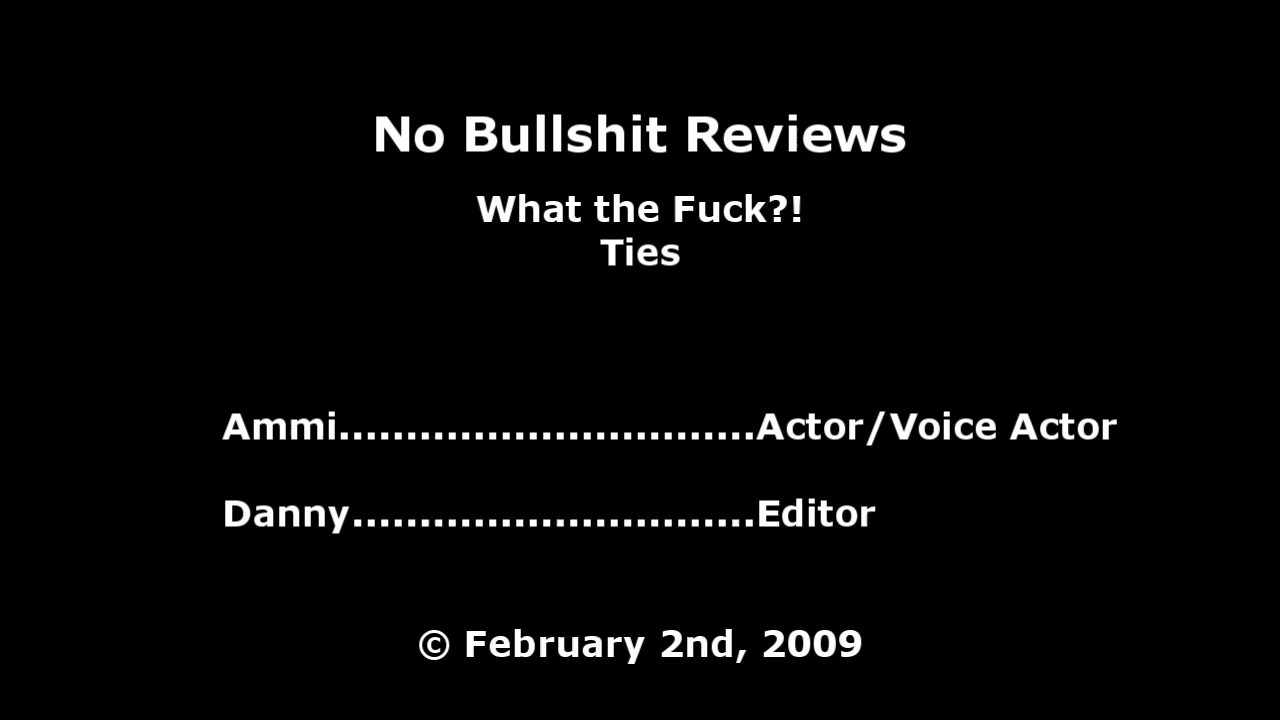 No Bullshit Reviews
What the Fuck?!
Ties
Ammi...............................Actor/Voice Actor
Danny..............................Editor
© February 2nd, 2009